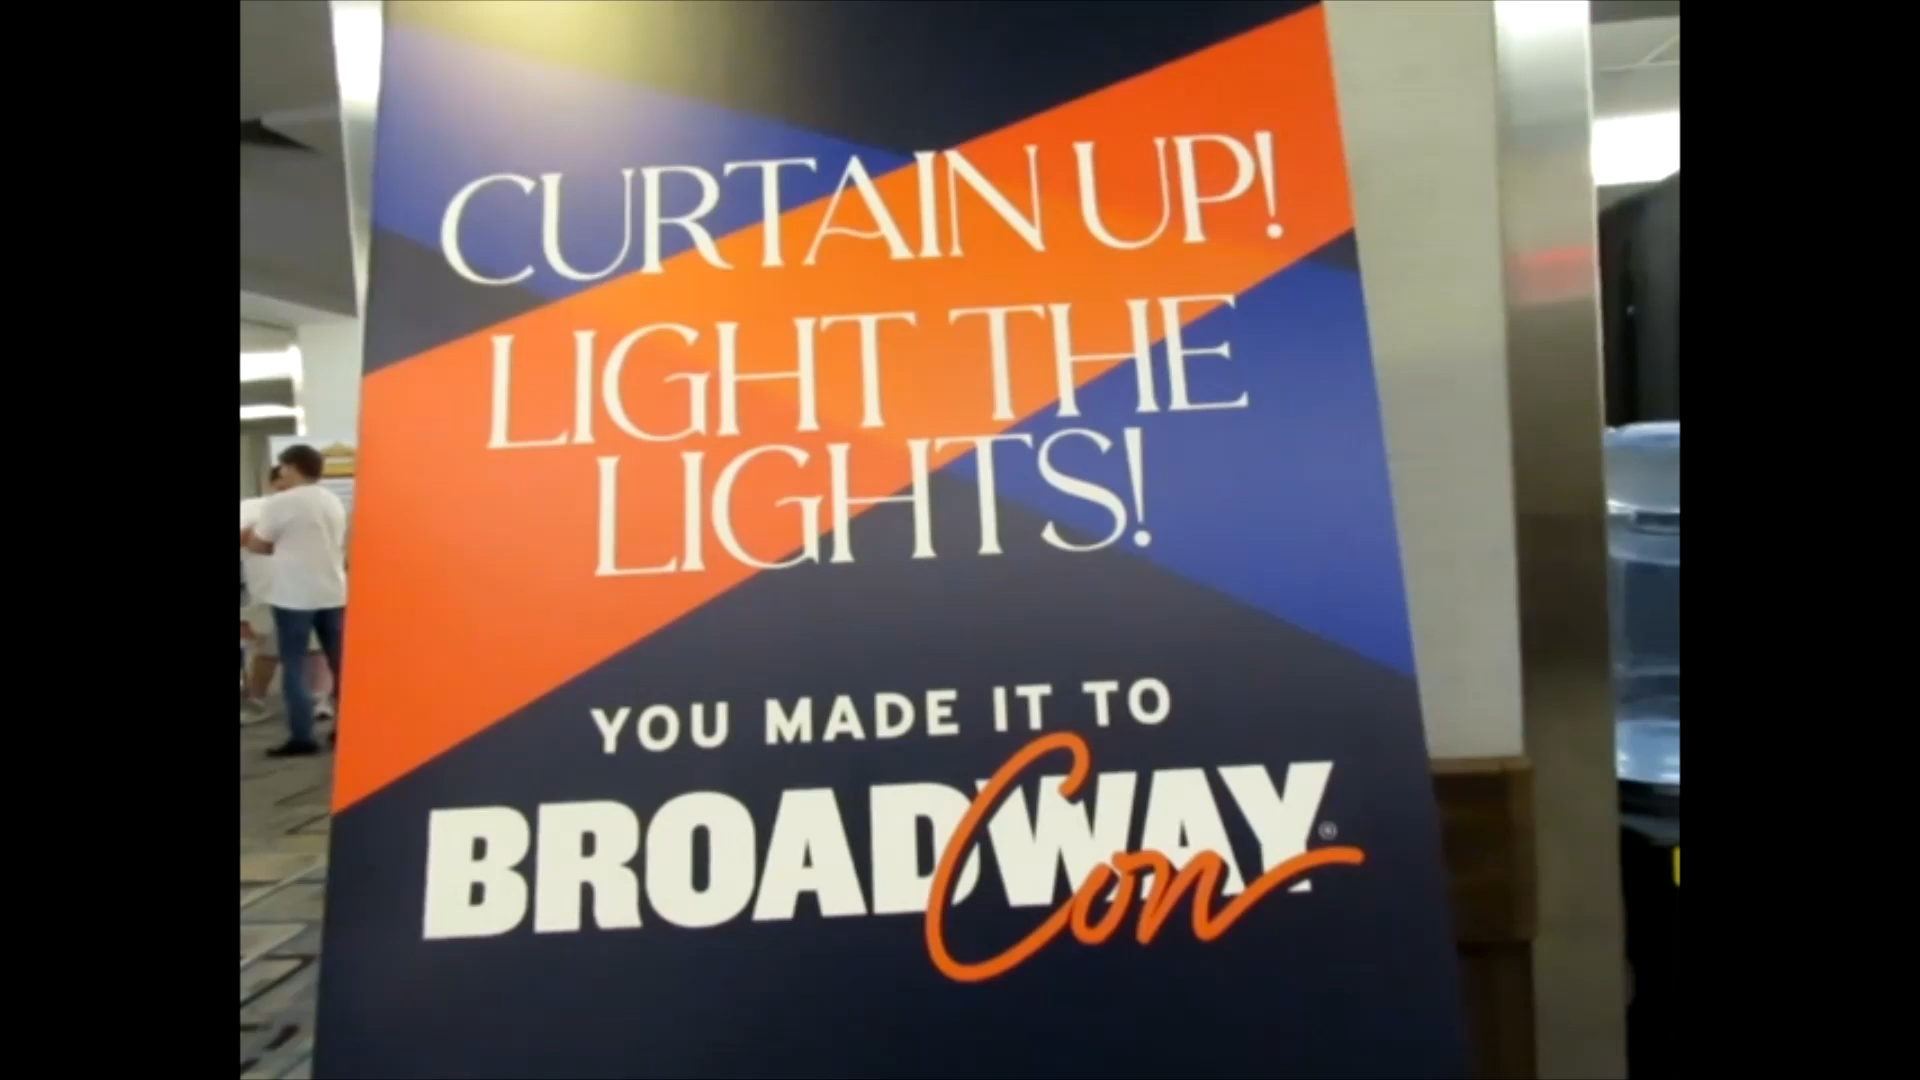 CURTAIN UP!
LIGHT THE
LIGHTS!
YOU MADE IT TO
BROADWAY®
Con